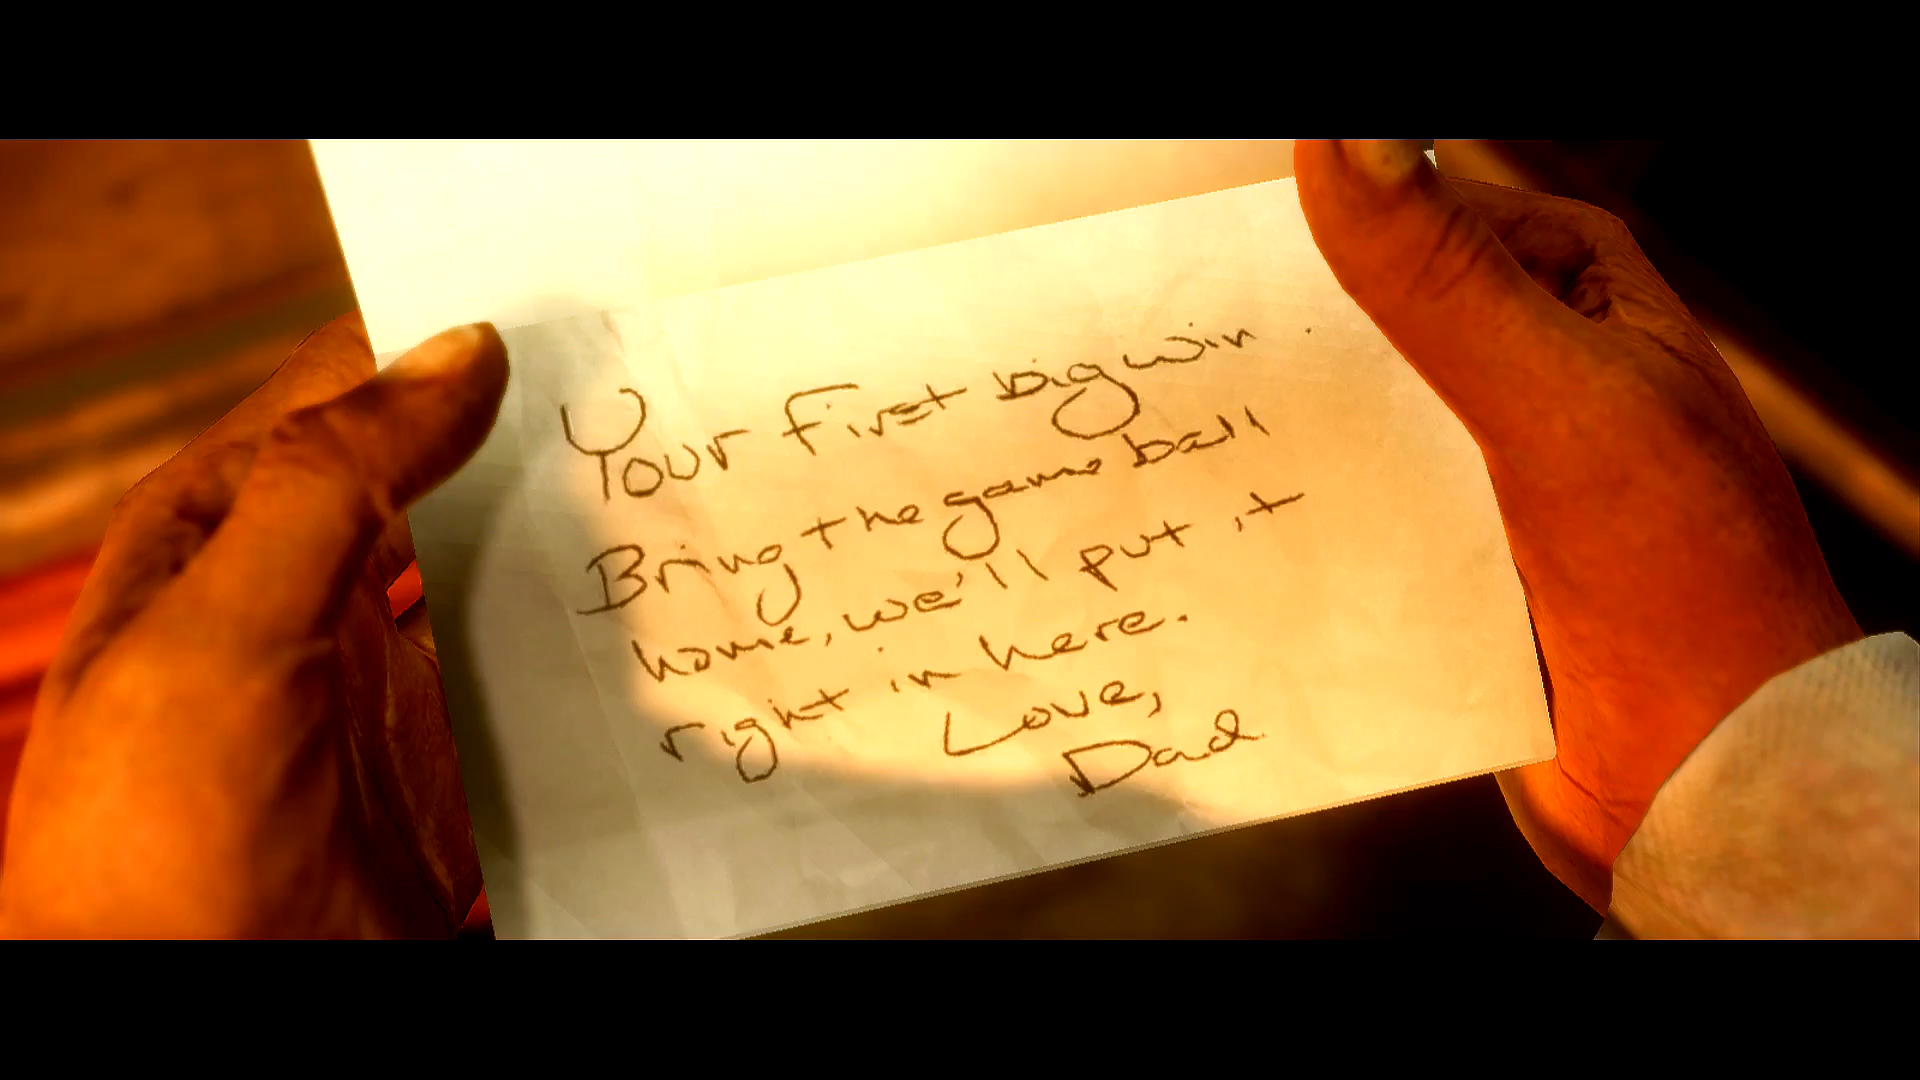 Your First big win.
Bring the game ball
home, we'll put it
right in here.
Love,
Dad